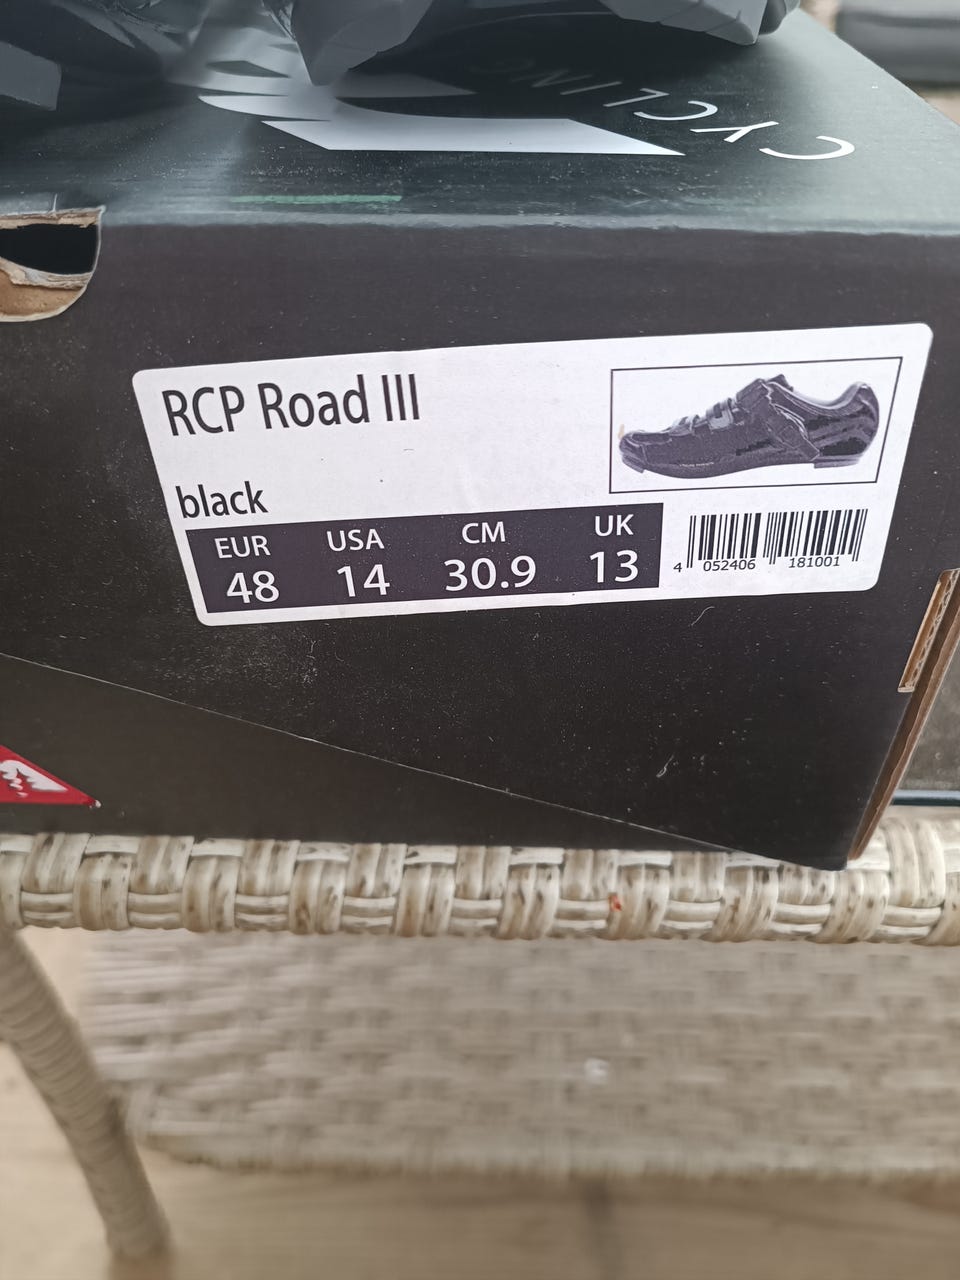 CYCLING
RCP Road III
black
EUR USA CM UK
48 14 30.9 13
4 052406 181001